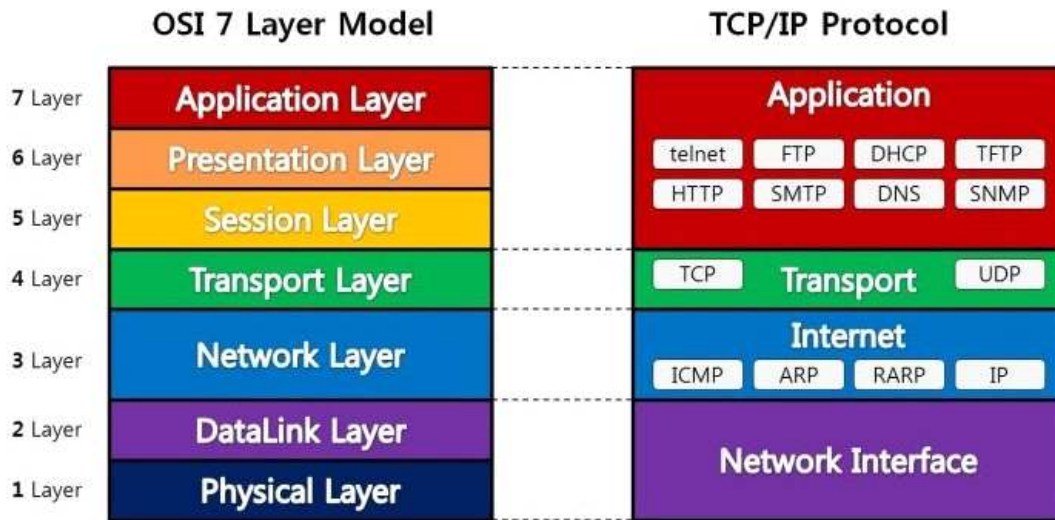 OSI 7 Layer Model
7 Layer
Application Layer
6 Layer
Presentation Layer
5 Layer
Session Layer
4 Layer
Transport Layer
3 Layer
Network Layer
2 Layer
DataLink Layer
1 Layer
Physical Layer
TCP/IP Protocol
Application
telnet FTP DHCP TFTP
HTTP SMTP DNS SNMP
TCP Transport UDP
Internet
ICMP ARP RARP IP
Network Interface